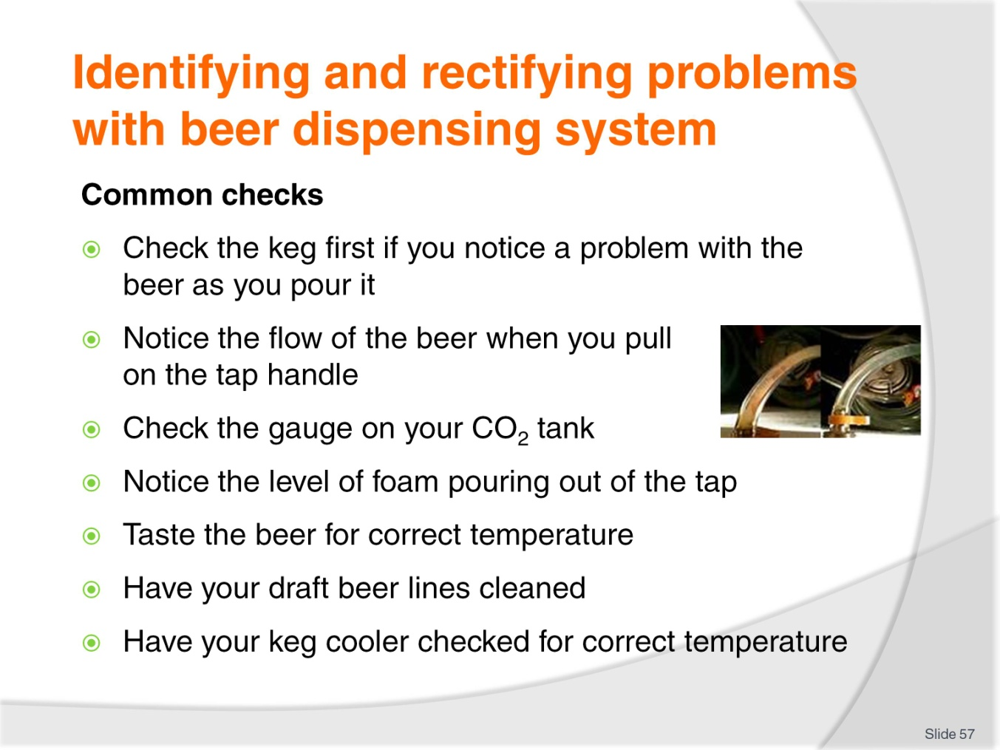 Identifying and rectifying problems
with beer dispensing system
Common checks
Check the keg first if you notice a problem with the
beer as you pour it
Notice the flow of the beer when you pull
on the tap handle
Check the gauge on your CO₂ tank
Notice the level of foam pouring out of the tap
Taste the beer for correct temperature
Have your draft beer lines cleaned
Have your keg cooler checked for correct temperature
Slide 57